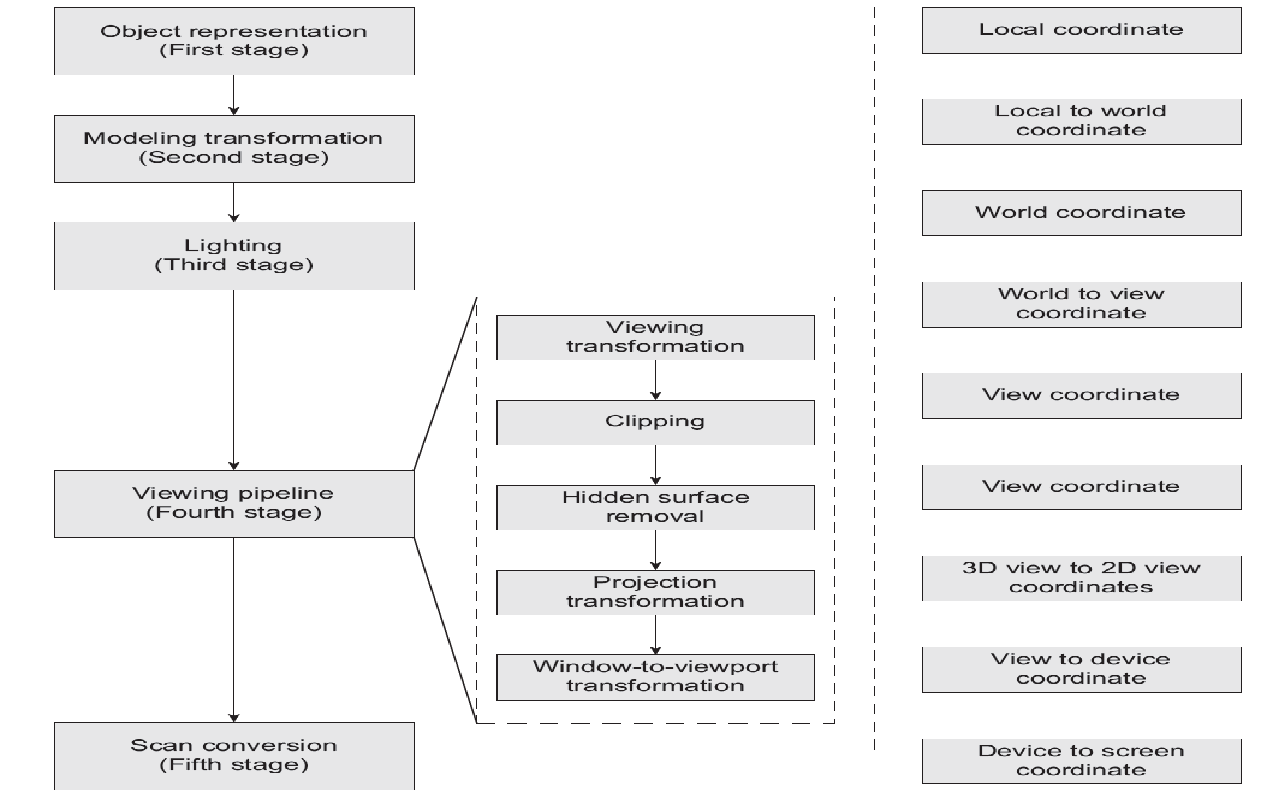 Object representation
(First stage)
Modeling transformation
(Second stage)
Lighting
(Third stage)
Viewing pipeline
(Fourth stage)
Scan conversion
(Fifth stage)
Viewing
transformation
Clipping
Hidden surface
removal
Projection
transformation
Window-to-viewport
transformation
Local coordinate
Local to world
coordinate
World coordinate
World to view
coordinate
View coordinate
View coordinate
3D view to 2D view
coordinates
View to device
coordinate
Device to screen
coordinate